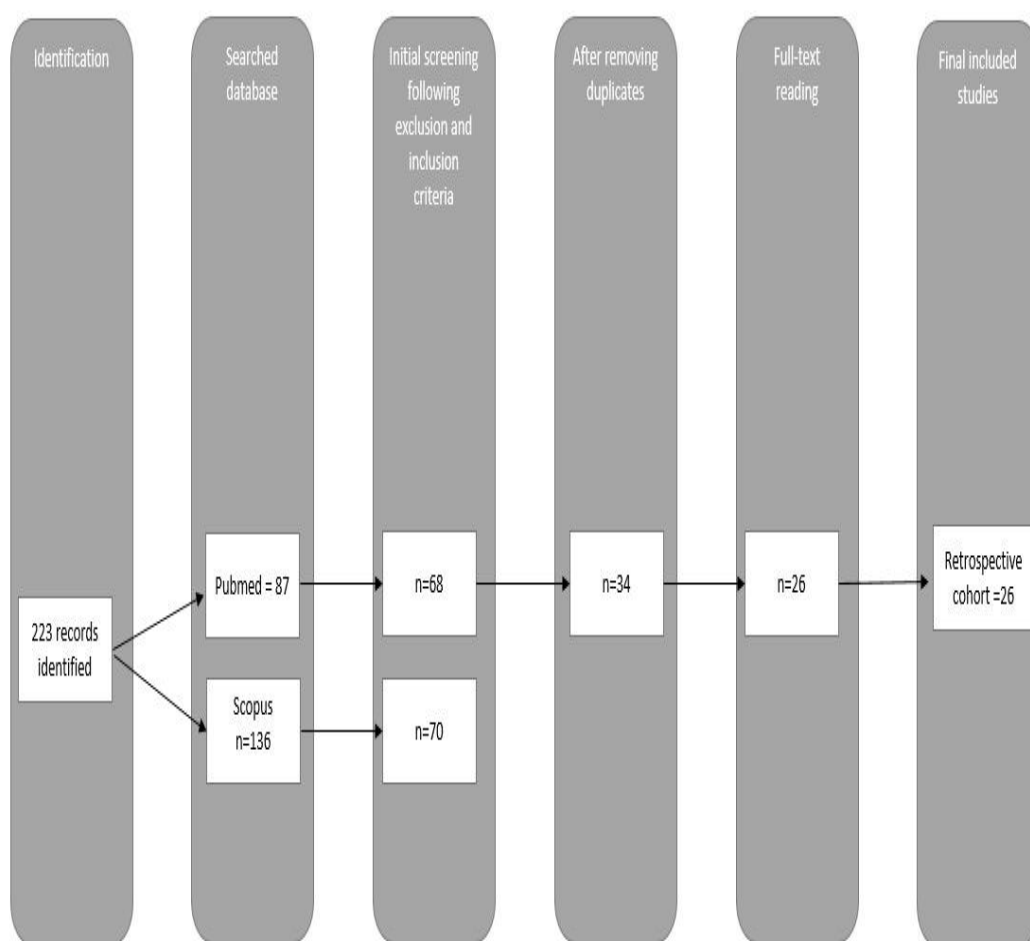 Identification
Searched
database
Initial screening
following
exclusion and
inclusion
criteria
After removing
duplicates
Full-text
reading
Final included
studies
223 records
identified
Pubmed = 87
Scopus
n=136
n=68
n=70
n=34
n=26
Retrospective
cohort =26